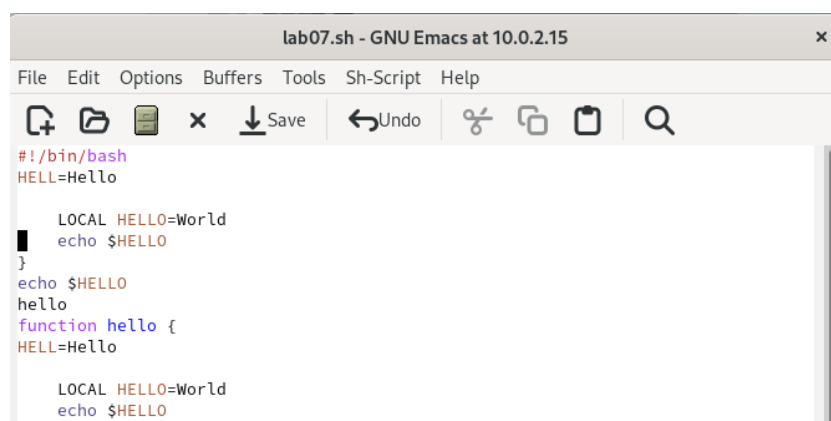 lab07.sh - GNU Emacs at 10.0.2.15 ×
File Edit Options Buffers Tools Sh-Script Help
Save Undo
#!/bin/bash
HELL=Hello
LOCAL HELLO=World
echo $HELLO
}
echo $HELLO
hello
function hello {
HELL=Hello
LOCAL HELLO=World
echo $HELLO